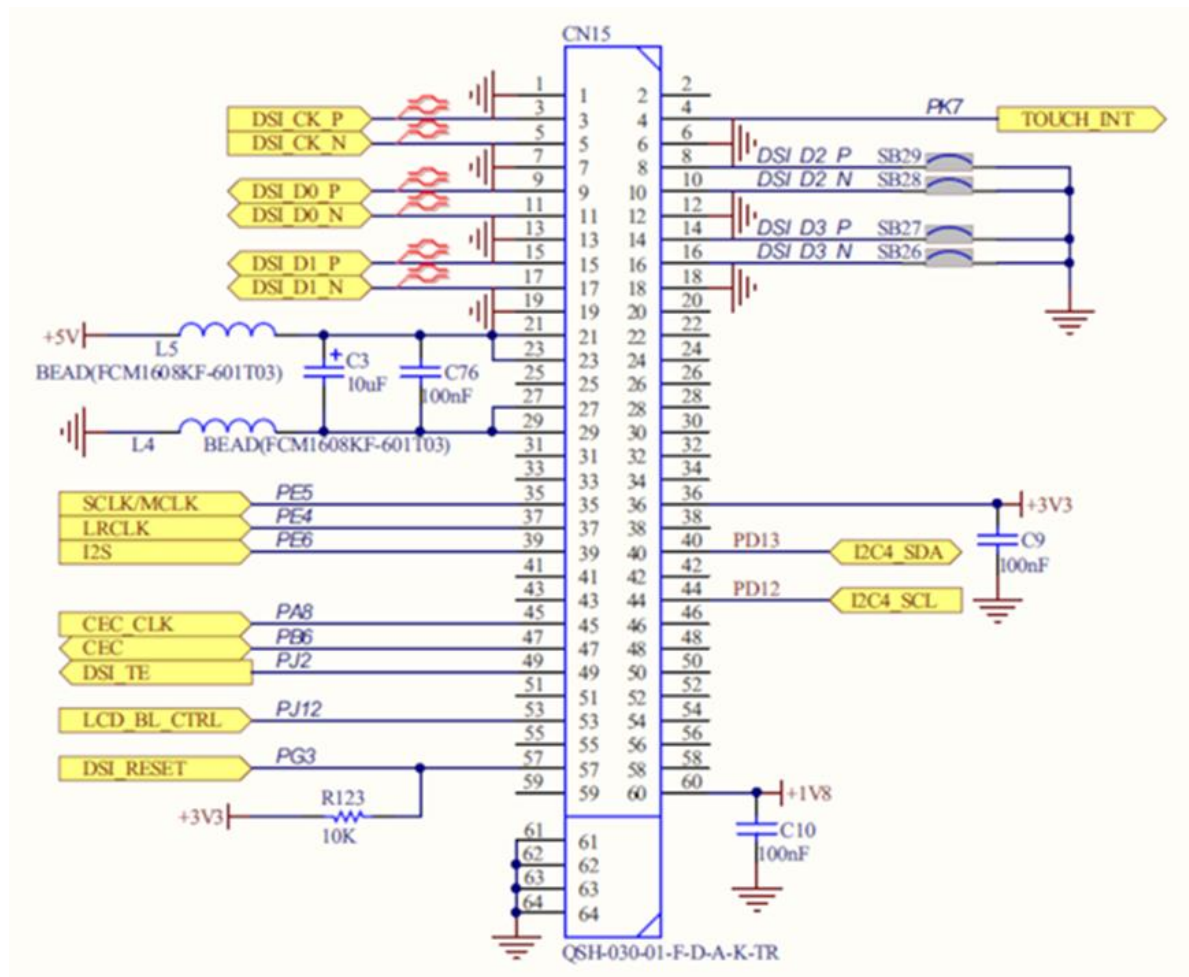 CN15
1 1 2 2
DSI_CK_P 3 3 4 4 PK7 TOUCH_INT
DSI_CK_N 5 5 6 6
7 7 8 8 DSI_D2_P SB29
DSI_D0_P 9 9 10 10 DSI_D2_N SB28
DSI_D0_N 11 11 12 12
13 13 14 14 DSI_D3_P SB27
DSI_D1_P 15 15 16 16 DSI_D3_N SB26
DSI_D1_N 17 17 18 18
19 19 20 20
+5V 21 21 22 22
L5
BEAD(FCM1608KF-601T03)
+ C3
10uF
C76
100nF
23 23 24 24
25 25 26 26
27 27 28 28
29 29 30 30
L4 BEAD(FCM1608KF-601T03)
31 31 32 32
33 33 34 34
SCLK/MCLK PE5 35 35 36 36 +3V3
LRCLK PE4 37 37 38 38
I2S PE6 39 39 40 40 PD13 I2C4_SDA
C9
100nF
41 41 42 42
43 43 44 44 PD12 I2C4_SCL
CEC_CLK PA8 45 45 46 46
CEC PB6 47 47 48 48
DSI_TE PJ2 49 49 50 50
51 51 52 52
LCD_BL_CTRL PJ12 53 53 54 54
55 55 56 56
DSI_RESET PG3 57 57 58 58
59 59 60 60 +1V8
+3V3 R123
10K
C10
100nF
61 61
62 62
63 63
64 64
QSH-030-01-F-D-A-K-TR